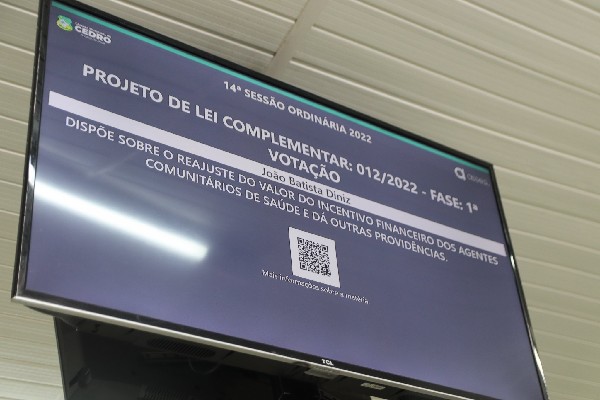 CEDRO
14ª SESSÃO ORDINÁRIA 2022
PROJETO DE LEI COMPLEMENTAR: 012/2022 - FASE: 1ª
VOTAÇÃO
João Batista Diniz
DISPÕE SOBRE O REAJUSTE DO VALOR DO INCENTIVO FINANCEIRO DOS AGENTES
COMUNITÁRIOS DE SAÚDE E DÁ OUTRAS PROVIDÊNCIAS.
Mais informações sobre a matéria
TCL